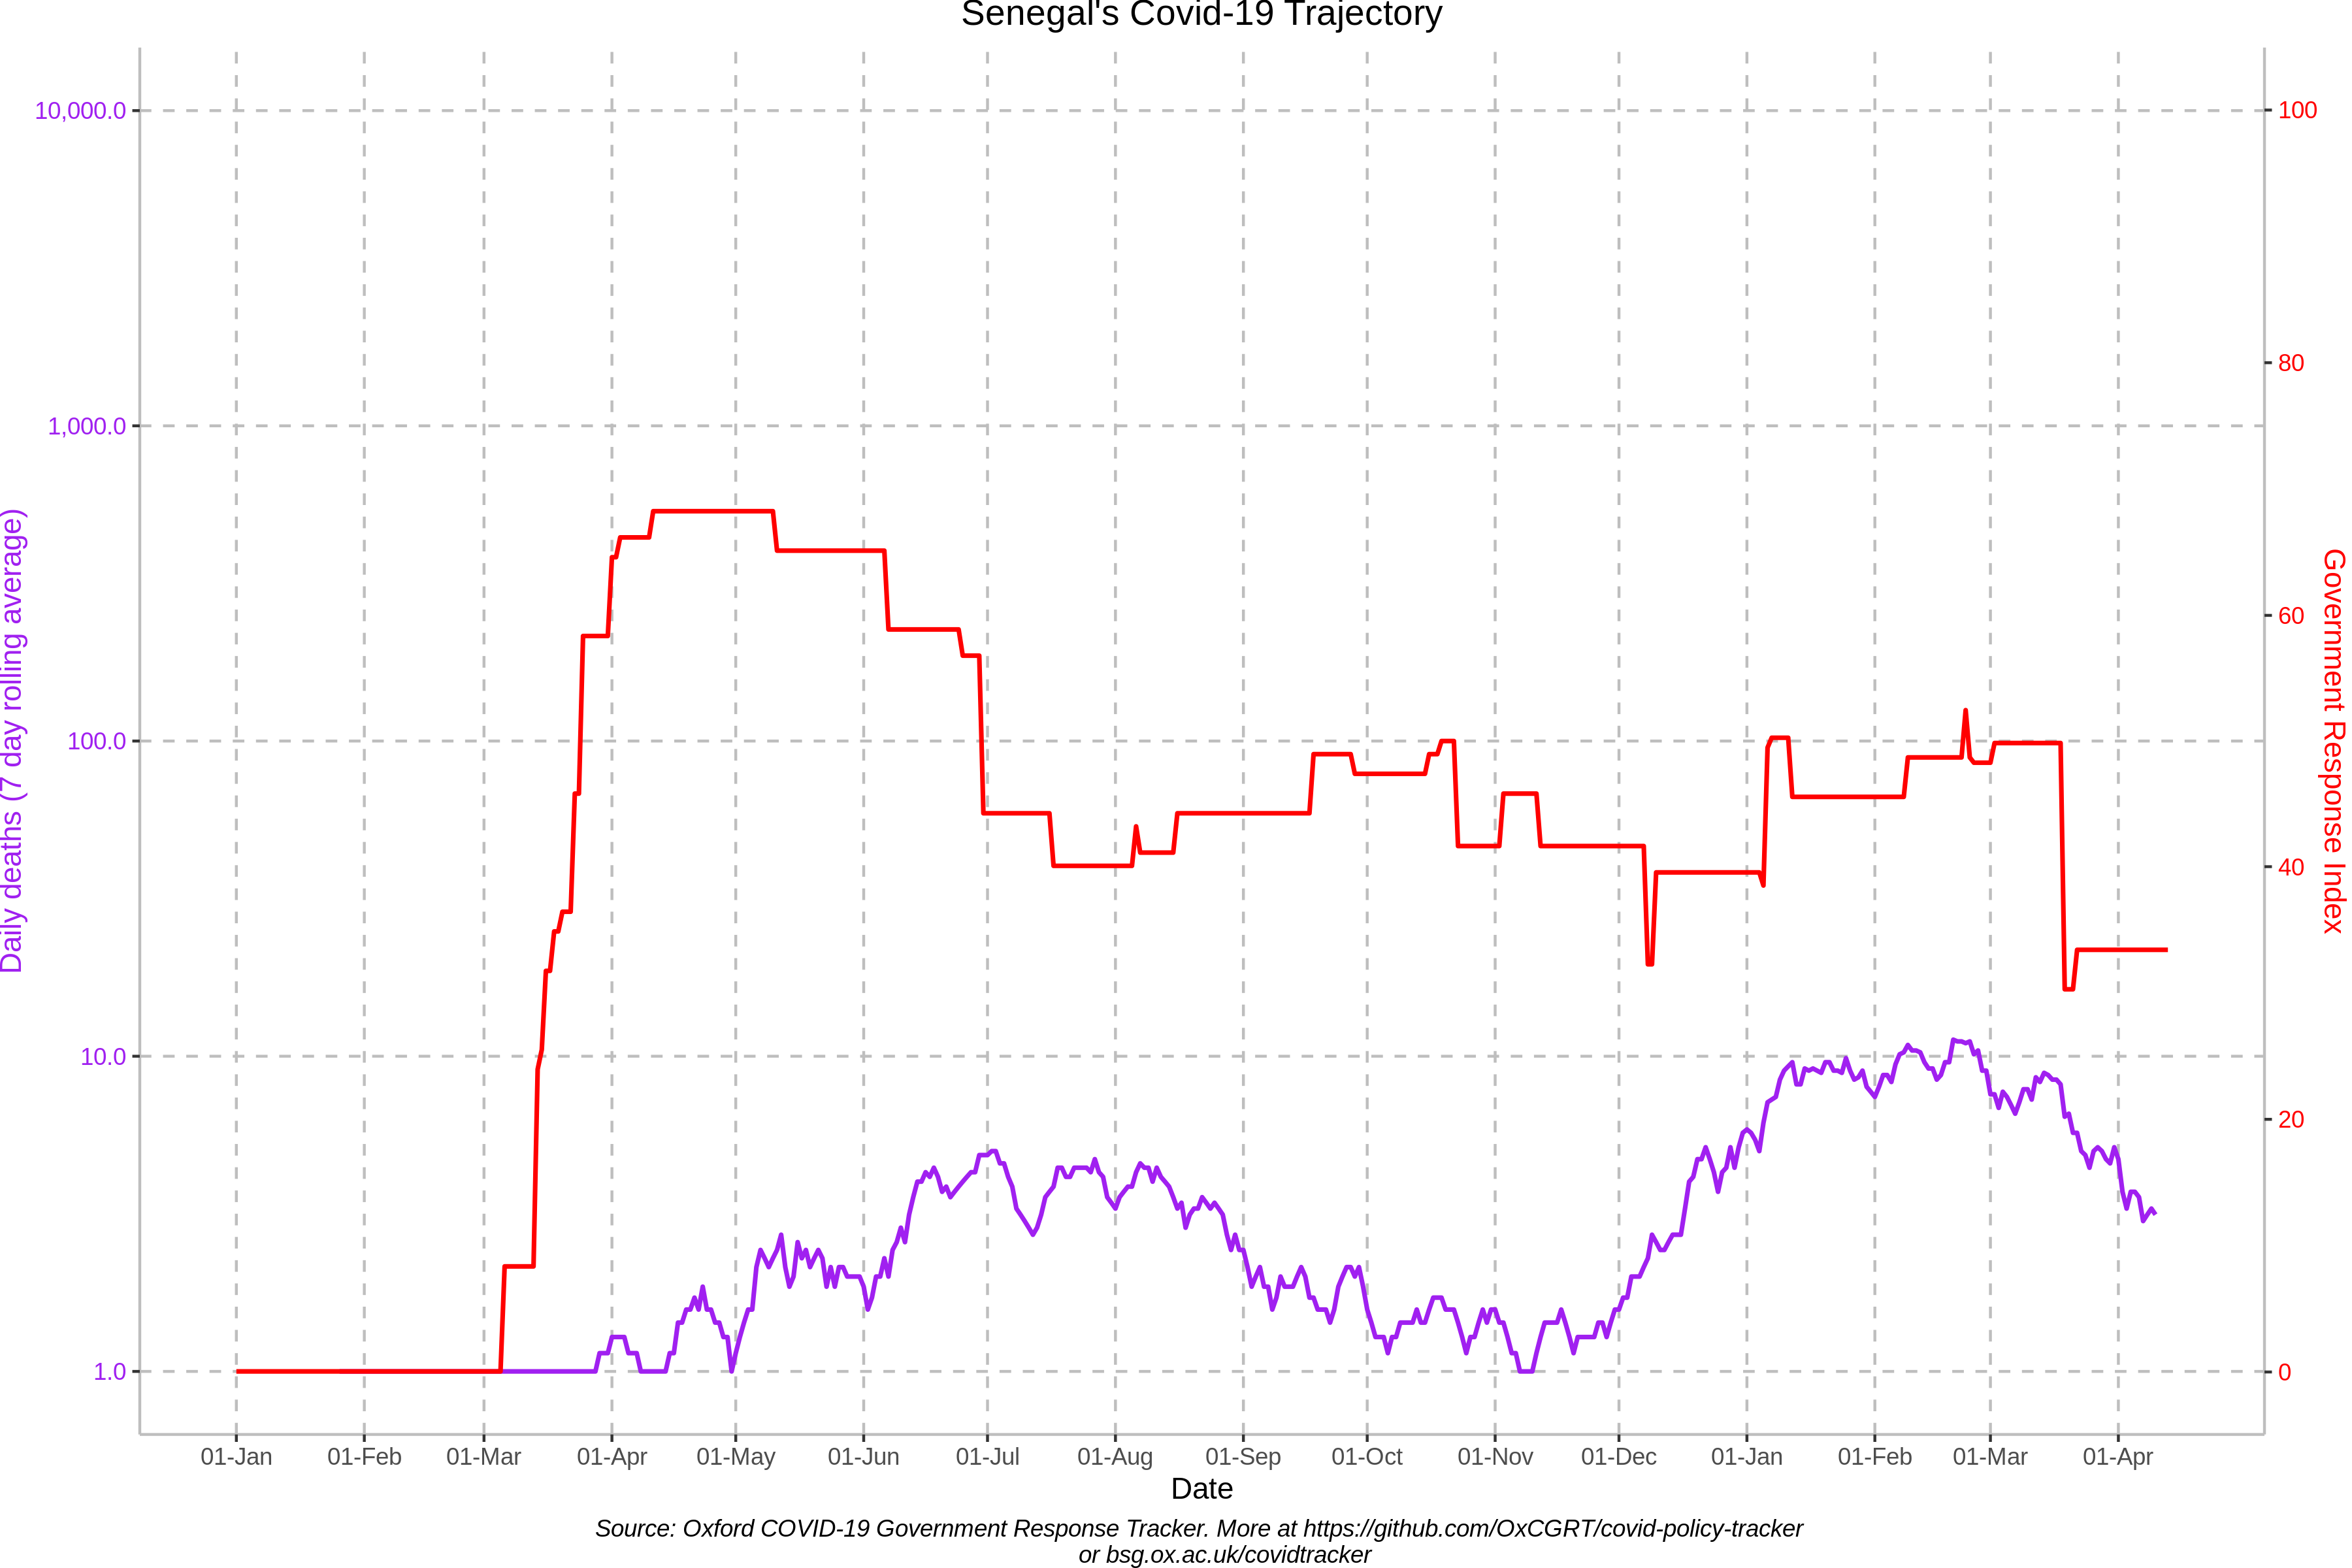 Senegal's Covid-19 Trajectory
10,000.0
1,000.0
100.0
10.0
1.0
Daily deaths (7 day rolling average)
100
80
60
40
20
0
Government Response Index
01-Jan 01-Feb 01-Mar 01-Apr 01-May 01-Jun 01-Jul 01-Aug 01-Sep 01-Oct 01-Nov 01-Dec 01-Jan 01-Feb 01-Mar 01-Apr
Date
Source: Oxford COVID-19 Government Response Tracker. More at https://github.com/OxCGRT/covid-policy-tracker
or bsg.ox.ac.uk/covidtracker